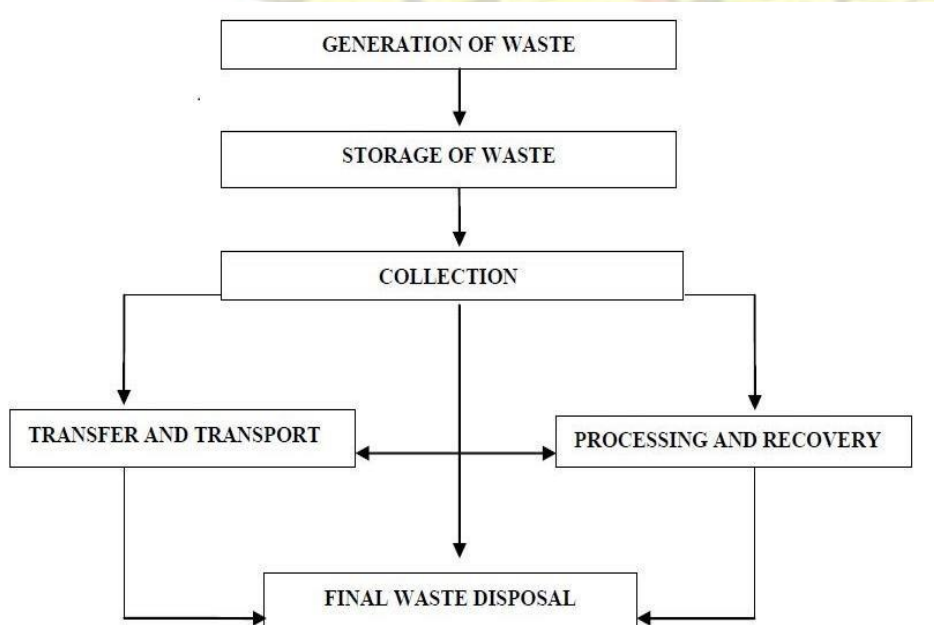 GENERATION OF WASTE
STORAGE OF WASTE
COLLECTION
TRANSFER AND TRANSPORT
PROCESSING AND RECOVERY
FINAL WASTE DISPOSAL